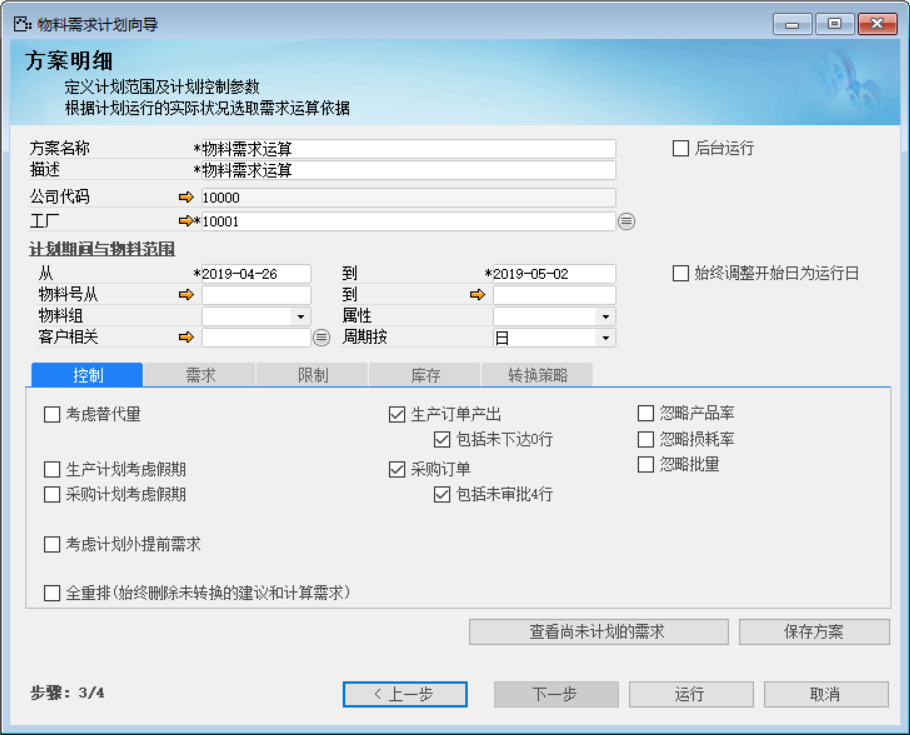 物料需求计划向导
方案明细
定义计划范围及计划控制参数
根据计划运行的实际状况选取需求运算依据
方案名称 *物料需求运算 后台运行
描述 *物料需求运算
公司代码 10000
工厂 *10001
计划期间与物料范围
从 *2019-04-26 到 *2019-05-02 始终调整开始日为运行日
物料号从 到
物料组 属性
客户相关 周期按 日
控制 需求 限制 库存 转换策略
考虑替代量 生产订单产出 忽略产品率
包括未下达0行 忽略损耗率
生产计划考虑假期 采购订单 忽略批量
采购计划考虑假期 包括未审批4行
考虑计划外提前需求
全重排(始终删除未转换的建议和计算需求)
查看尚未计划的需求 保存方案
步骤: 3/4 < 上一步 下一步 运行 取消